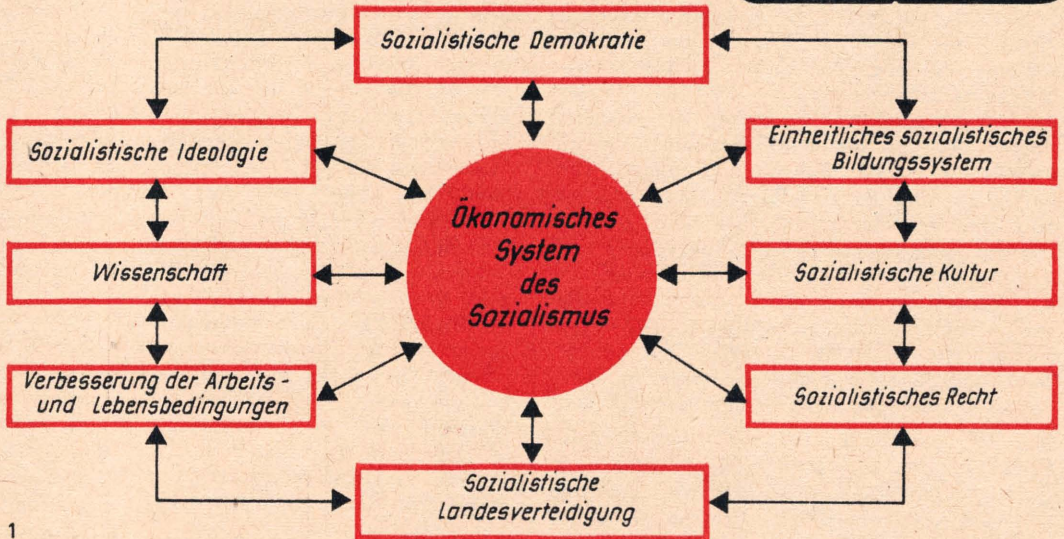 Sozialistische Demokratie
Sozialistische Ideologie
Einheitliches sozialistisches
Bildungssystem
Ökonomisches
System
des
Sozialismus
Wissenschaft
Sozialistische Kultur
Verbesserung der Arbeits -
und Lebensbedingungen
Sozialistisches Recht
Sozialistische
Landesverteidigung
1